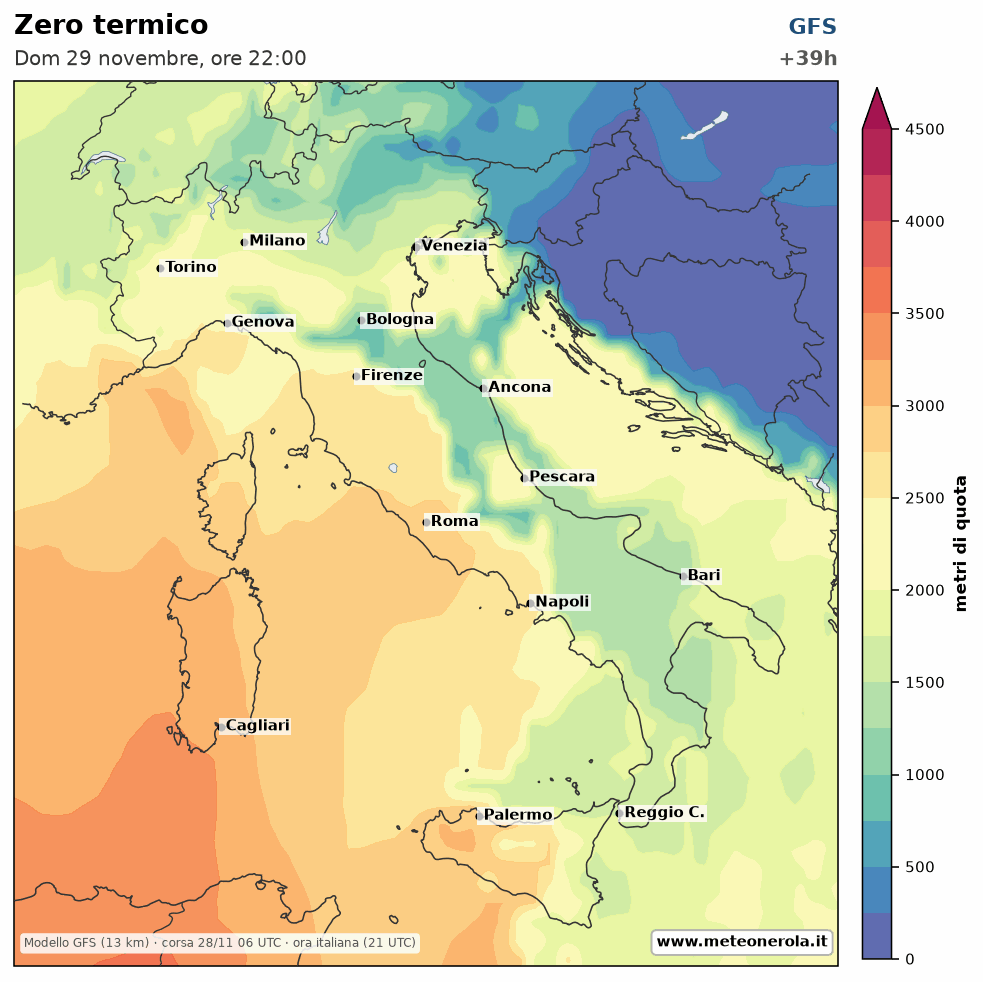 Zero termico
GFS
Dom 29 novembre, ore 22:00
+39h
Milano
Venezia
Torino
Genova
Bologna
Firenze
Ancona
Pescara
Roma
Bari
Napoli
Cagliari
Palermo
Reggio C.
4500
4000
3500
3000
2500
2000
1500
1000
500
0
metri di quota
Modello GFS (13 km) · corsa 28/11 06 UTC · ora italiana (21 UTC)
www.meteonerola.it